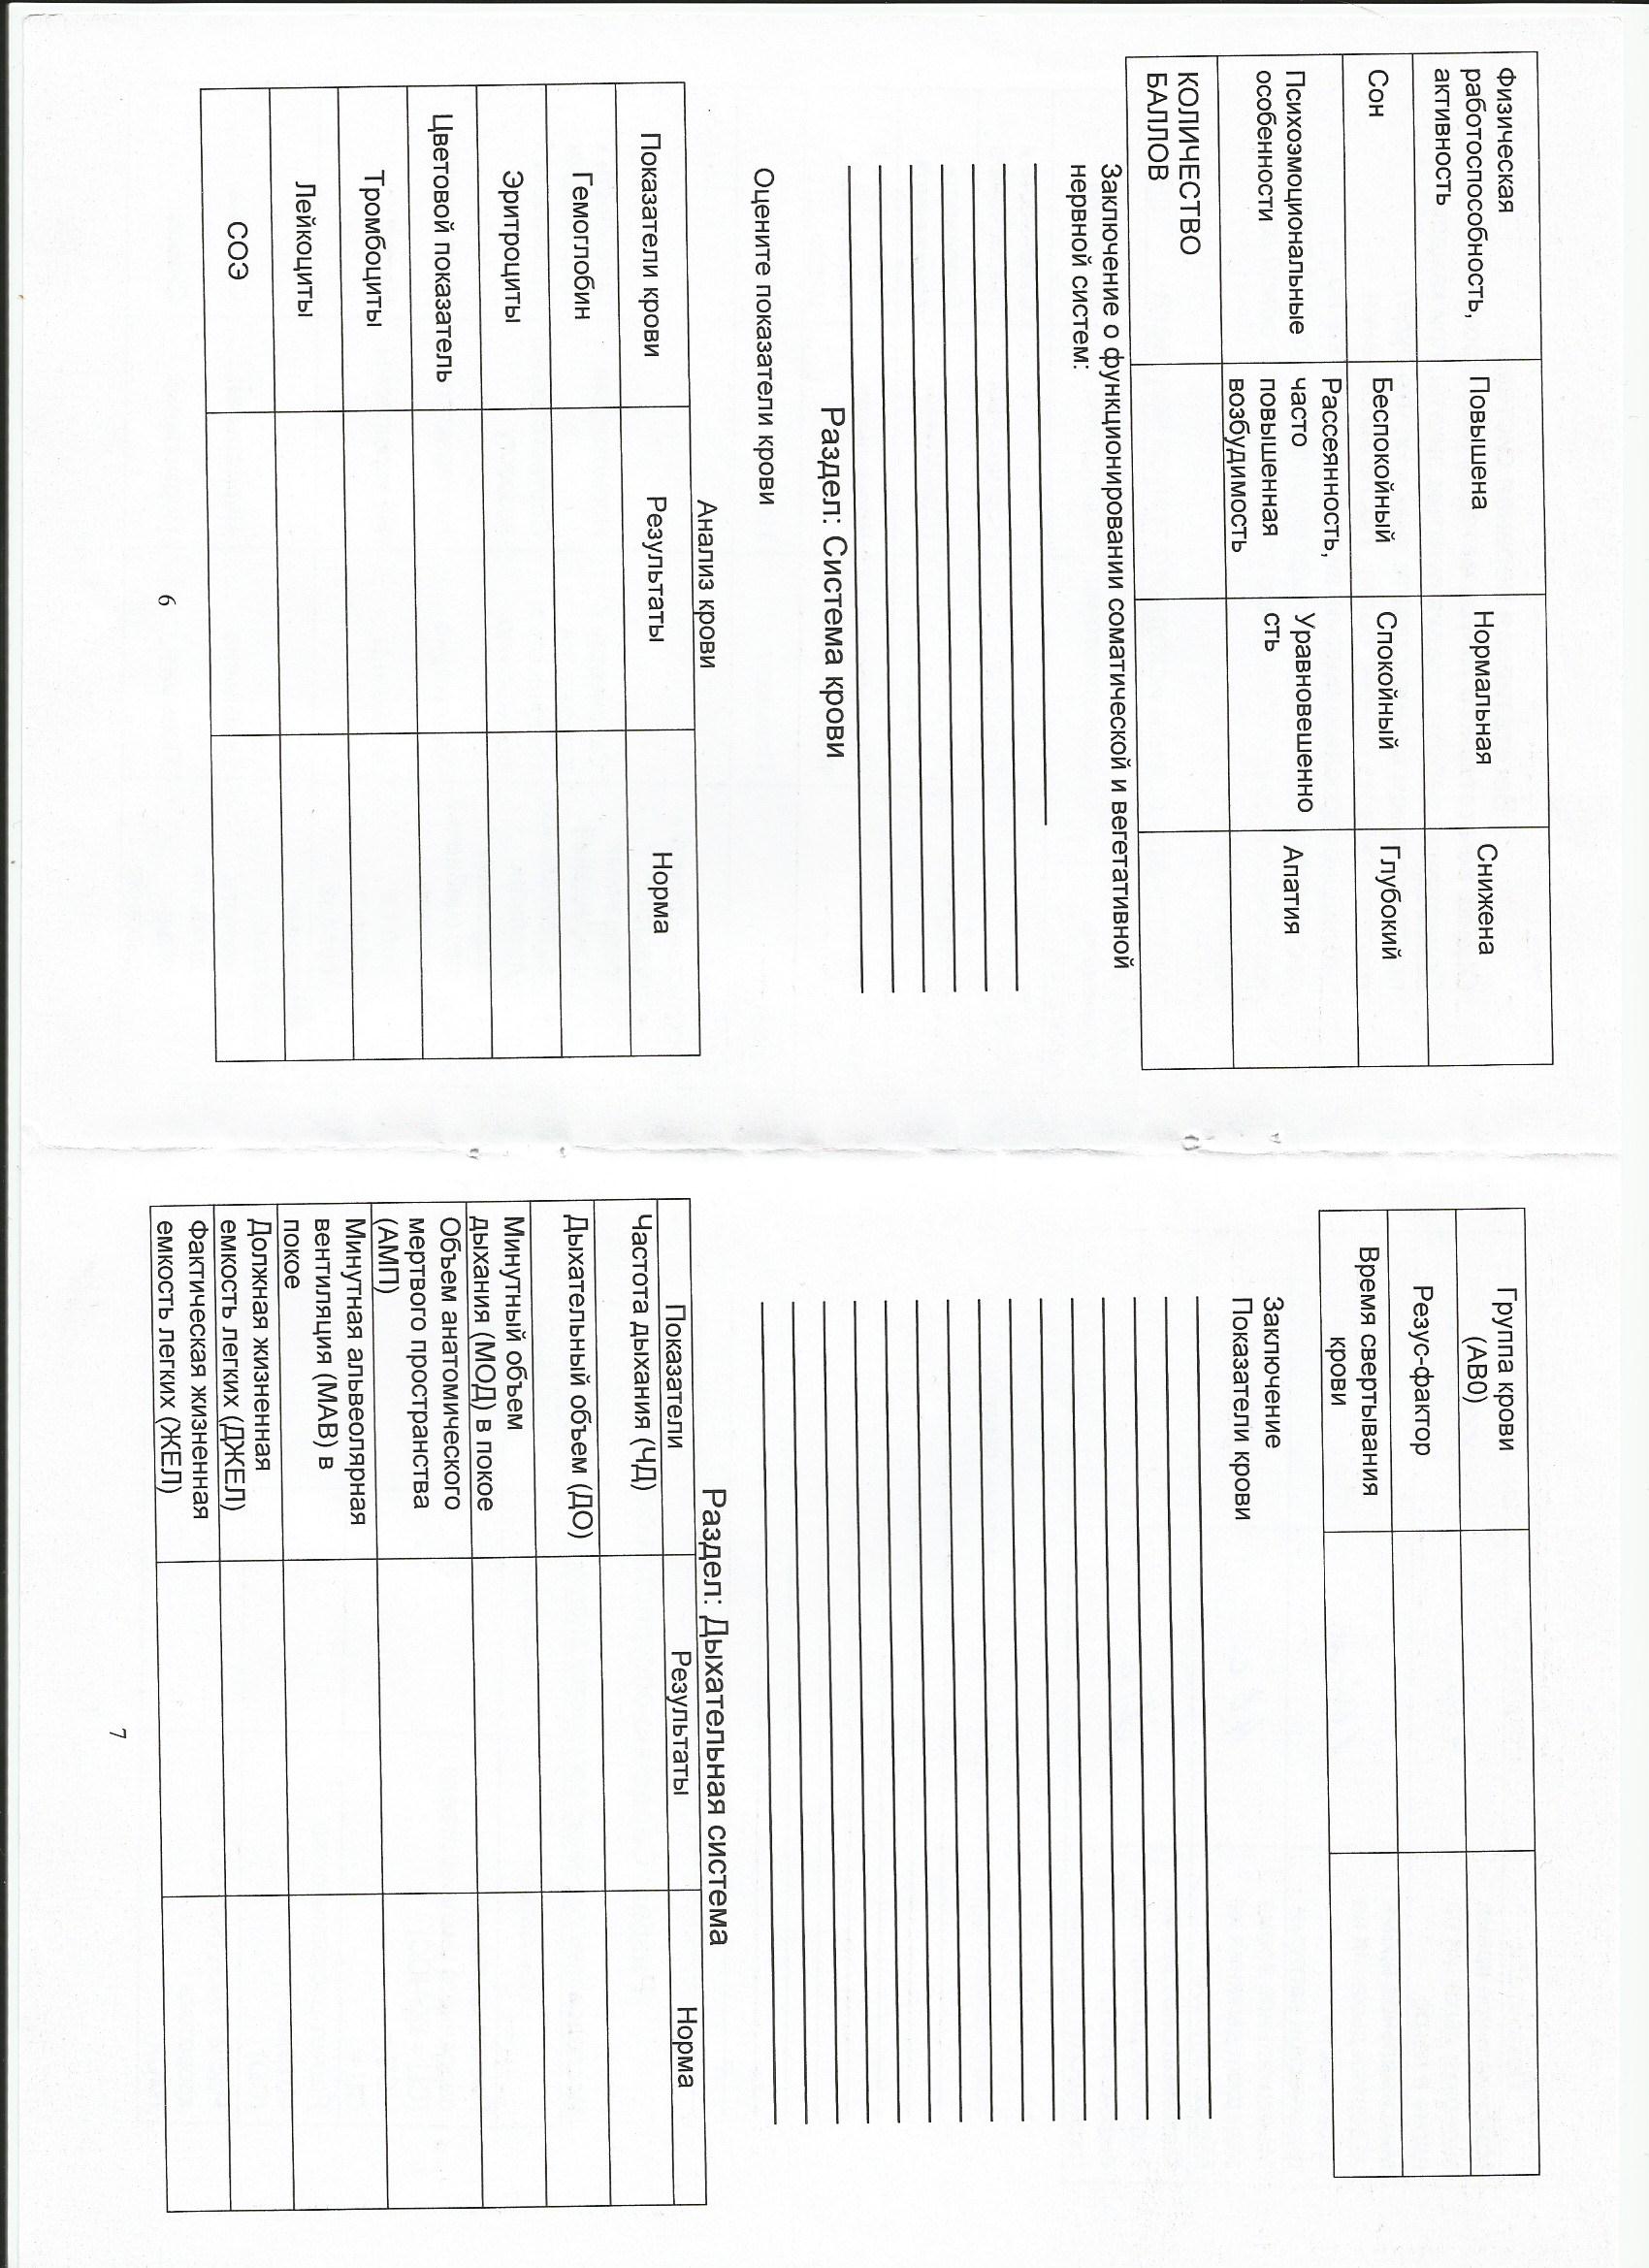 Физическая
работоспособность,
активность
Повышена
Нормальная
Снижена
Сон
Беспокойный
Спокойный
Глубокий
Психоэмоциональные
особенности
Рассеянность,
часто
повышенная
возбудимость
Уравновешенно
сть
Апатия
КОЛИЧЕСТВО
БАЛЛОВ
Заключение о функционировании соматической и вегетативной
нервной систем:
Раздел: Система крови
Оцените показатели крови
Анализ крови
Показатели крови
Результаты
Норма
Гемоглобин
Эритроциты
Цветовой показатель
Тромбоциты
Лейкоциты
СОЭ
6
Группа крови
(АВ0)
Резус-фактор
Время свертывания
крови
Заключение
Показатели крови
Раздел: Дыхательная система
Показатели
Результаты
Норма
Частота дыхания (ЧД)
Дыхательный объем (ДО)
Минутный объем
дыхания (МОД) в покое
Объем анатомического
мертвого пространства
(АМП)
Минутная альвеолярная
вентиляция (МАВ) в
покое
Должная жизненная
емкость легких (ДЖЕЛ)
Фактическая жизненная
емкость легких (ЖЕЛ)
7